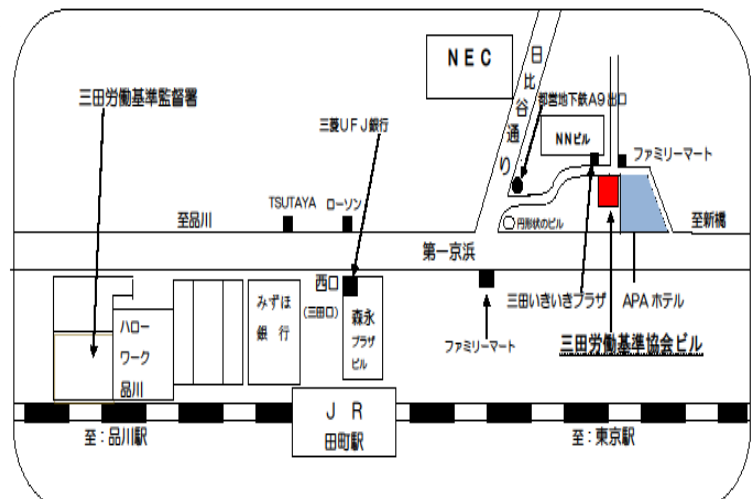 ＮＥＣ
日比谷通り
三田労働基準監督署
都営地下鉄Ａ９出口
三菱ＵＦＪ銀行
ＮＮビル
ファミリーマート
TSUTAYA ローソン
至品川
円形状のビル
至新橋
第一京浜
西口
（三田口）
みずほ
銀行
森永
プラザ
ビル
三田いきいきプラザ
APA ホテル
ハロー
ワーク
品川
ファミリーマート
三田労働基準協会ビル
ＪＲ
田町駅
至：品川駅
至：東京駅